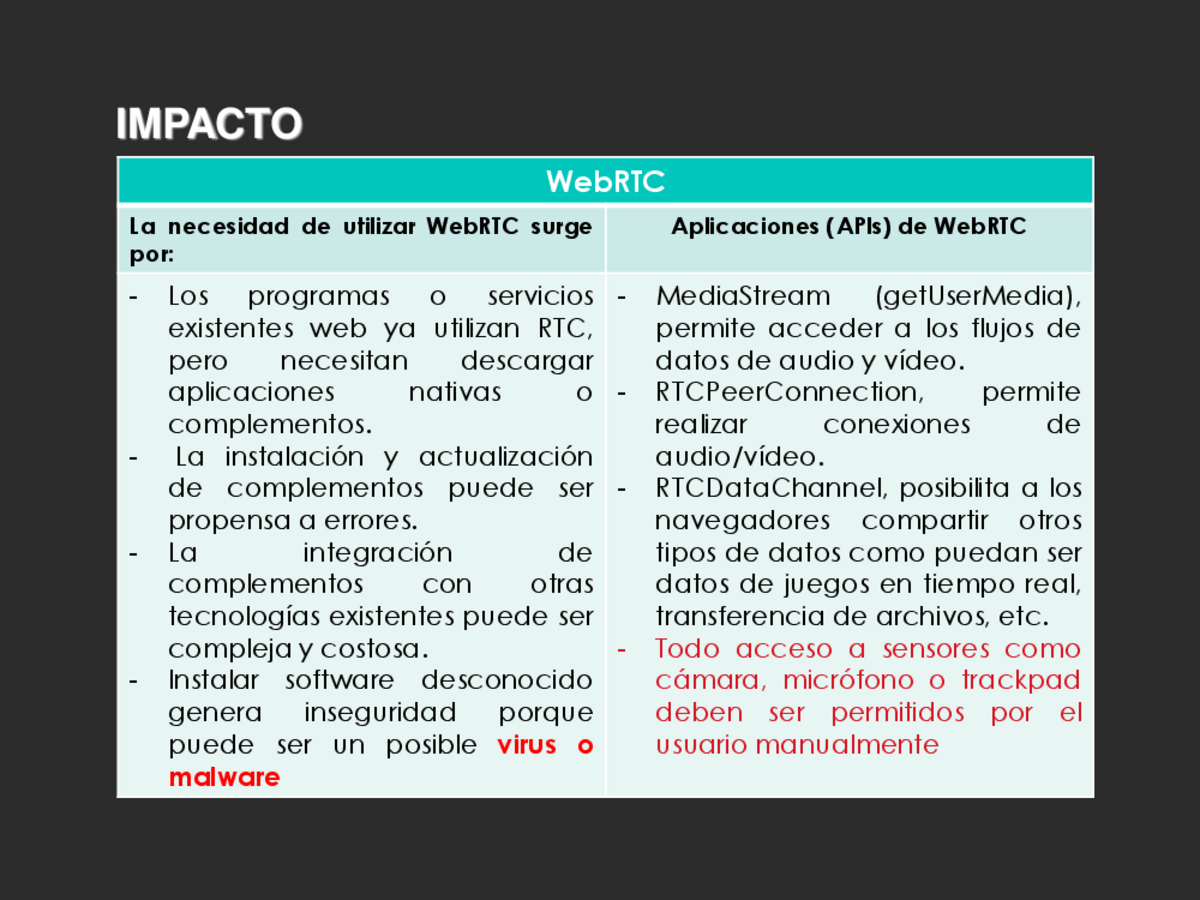 IMPACTO
WebRTC
La necesidad de utilizar WebRTC surge
por:
- Los programas o servicios
existentes web ya utilizan RTC,
pero necesitan descargar
aplicaciones nativas o
complementos.
- La instalación y actualización
de complementos puede ser
propensa a errores.
- La integración de
complementos con otras
tecnologías existentes puede ser
compleja y costosa.
- Instalar software desconocido
genera inseguridad porque
puede ser un posible virus o
malware
Aplicaciones (APIs) de WebRTC
- MediaStream (getUserMedia),
permite acceder a los flujos de
datos de audio y vídeo.
- RTCPeerConnection, permite
realizar conexiones de
audio/vídeo.
- RTCDataChannel, posibilita a los
navegadores compartir otros
tipos de datos como puedan ser
datos de juegos en tiempo real,
transferencia de archivos, etc.
- Todo acceso a sensores como
cámara, micrófono o trackpad
deben ser permitidos por el
usuario manualmente